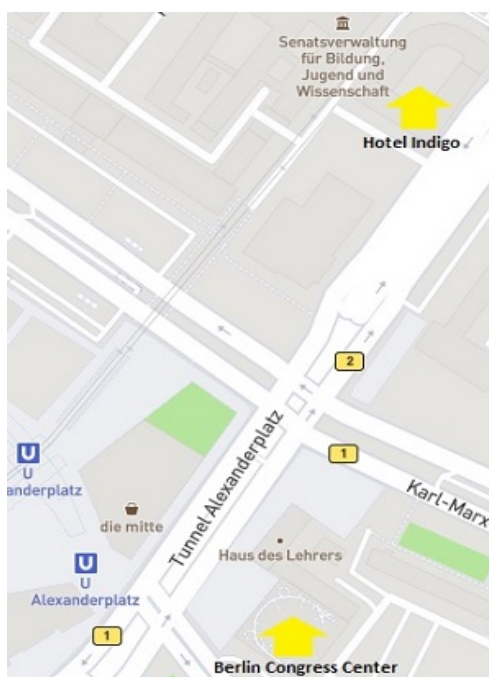 Senatsverwaltung
für Bildung,
Jugend und
Wissenschaft
Hotel Indigo
2
Tunnel Alexanderplatz
1
Karl-Marx
U
U
anderplatz
die mitte
Haus des Lehrers
U
U
Alexanderplatz
1
Berlin Congress Center